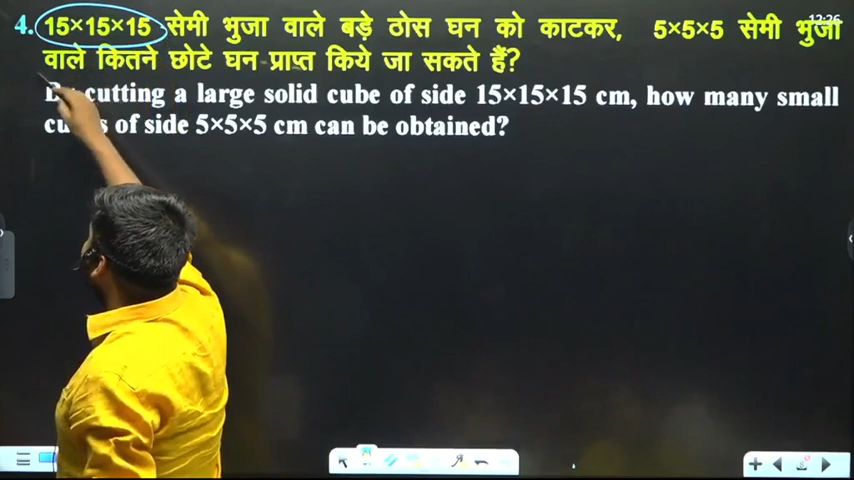 12:26
4. 15×15×15 सेमी भुजा वाले बड़े ठोस घन को काटकर, 5×5×5 सेमी भुजा
वाले कितने छोटे घन प्राप्त किये जा सकते हैं?
cutting a large solid cube of side 15×15×15 cm, how many small
of side 5×5×5 cm can be obtained?